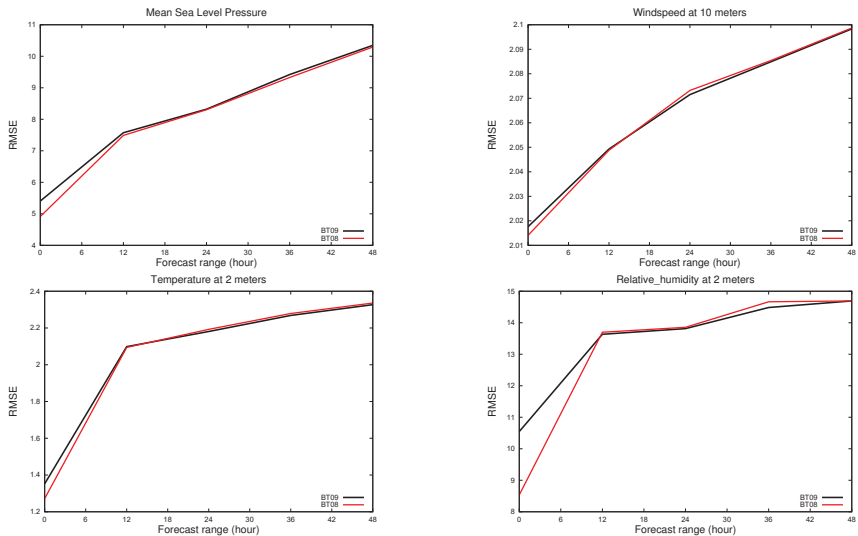 Mean Sea Level Pressure
11
10
9
8
7
6
5
4
RMSE
0 6 12 18 24 30 36 42 48
Forecast range (hour)
BT09
BT08
Windspeed at 10 meters
2.1
2.09
2.08
2.07
2.06
2.05
2.04
2.03
2.02
2.01
RMSE
0 6 12 18 24 30 36 42 48
Forecast range (hour)
BT09
BT08
Temperature at 2 meters
2.4
2.2
2
1.8
1.6
1.4
1.2
RMSE
0 6 12 18 24 30 36 42 48
Forecast range (hour)
BT09
BT08
Relative_humidity at 2 meters
15
14
13
12
11
10
9
8
RMSE
0 6 12 18 24 30 36 42 48
Forecast range (hour)
BT09
BT08